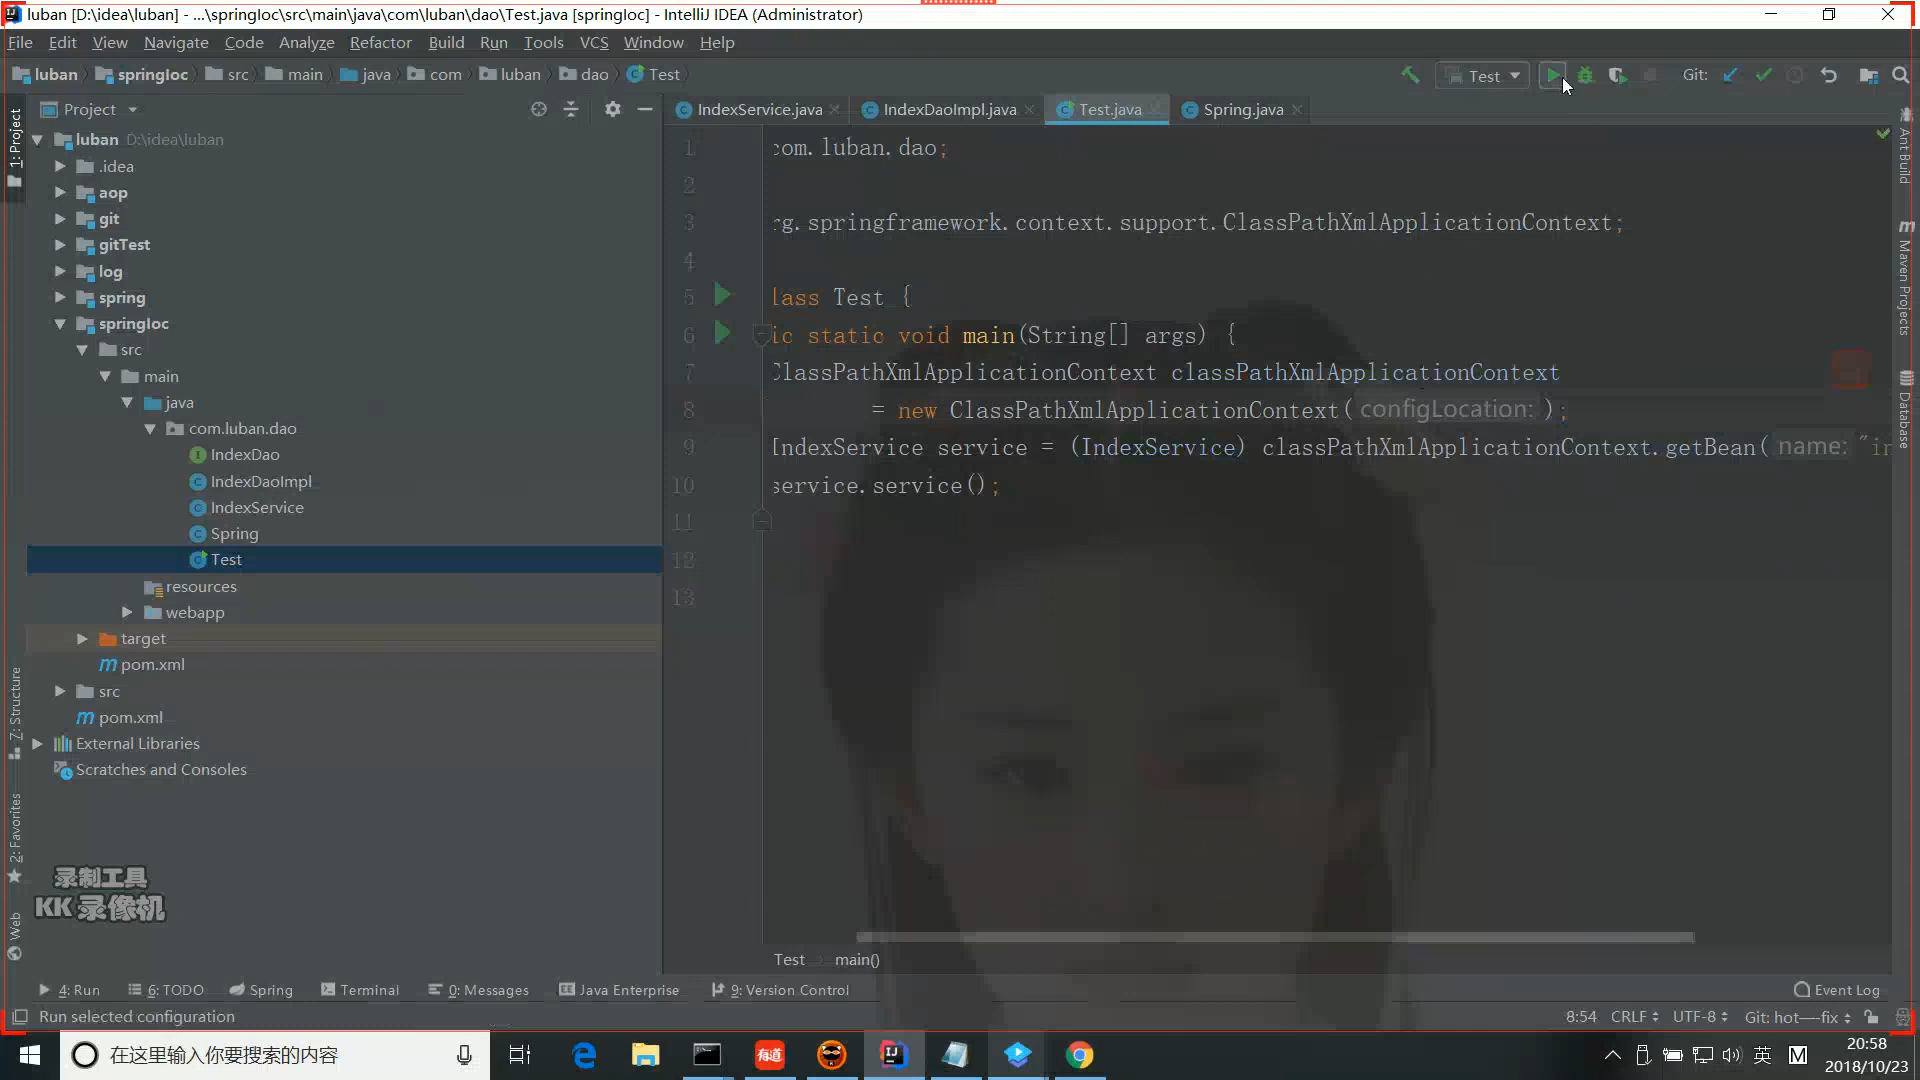 luban [D:\idea\luban] - ...\springIoc\src\main\java\com\luban\dao\Test.java [springIoc] - IntelliJ IDEA (Administrator)
File Edit View Navigate Code Analyze Refactor Build Run Tools VCS Window Help
luban springIoc src main java com luban dao Test
Test Git:
Project
IndexService.java IndexDaoImpl.java Test.java Spring.java
1: Project
7: Structure
2: Favorites
Web
luban D:\idea\luban
.idea
aop
git
gitTest
log
spring
springIoc
src
main
java
com.luban.dao
IndexDao
IndexDaoImpl
IndexService
Spring
Test
resources
webapp
target
pom.xml
src
pom.xml
External Libraries
Scratches and Consoles
录制工具
KK 录像机
1 com.luban.dao;
2
3 rg.springframework.context.support.ClassPathXmlApplicationContext;
4
5 lass Test {
6 ic static void main(String[] args) {
7 ClassPathXmlApplicationContext classPathXmlApplicationContext
8 = new ClassPathXmlApplicationContext( configLocation: );
9 IndexService service = (IndexService) classPathXmlApplicationContext.getBean( name: "in
10 service.service();
11
12
13
Test main()
Ant Build
Maven Projects
Database
4: Run 6: TODO Spring Terminal 0: Messages Java Enterprise 9: Version Control Event Log
Run selected configuration 8:54 CRLF UTF-8 Git: hot----fix
在这里输入你要搜索的内容
有道
英 M
20:58
2018/10/23